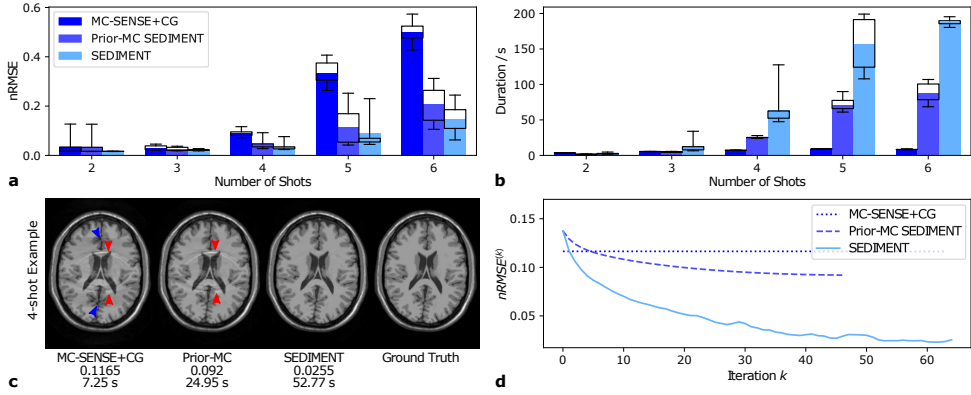 0.6
0.4
0.2
0.0
nRMSE
MC-SENSE+CG
Prior-MC SEDIMENT
SEDIMENT
2 3 4 5 6
Number of Shots
a
200
150
100
50
0
Duration / s
2 3 4 5 6
Number of Shots
b
4-shot Example
MC-SENSE+CG Prior-MC SEDIMENT Ground Truth
0.1165 0.092 0.0255
7.25 s 24.95 s 52.77 s
c
0.15
0.10
0.05
nRMSE(k)
MC-SENSE+CG
Prior-MC SEDIMENT
SEDIMENT
0 10 20 30 40 50 60
Iteration k
d